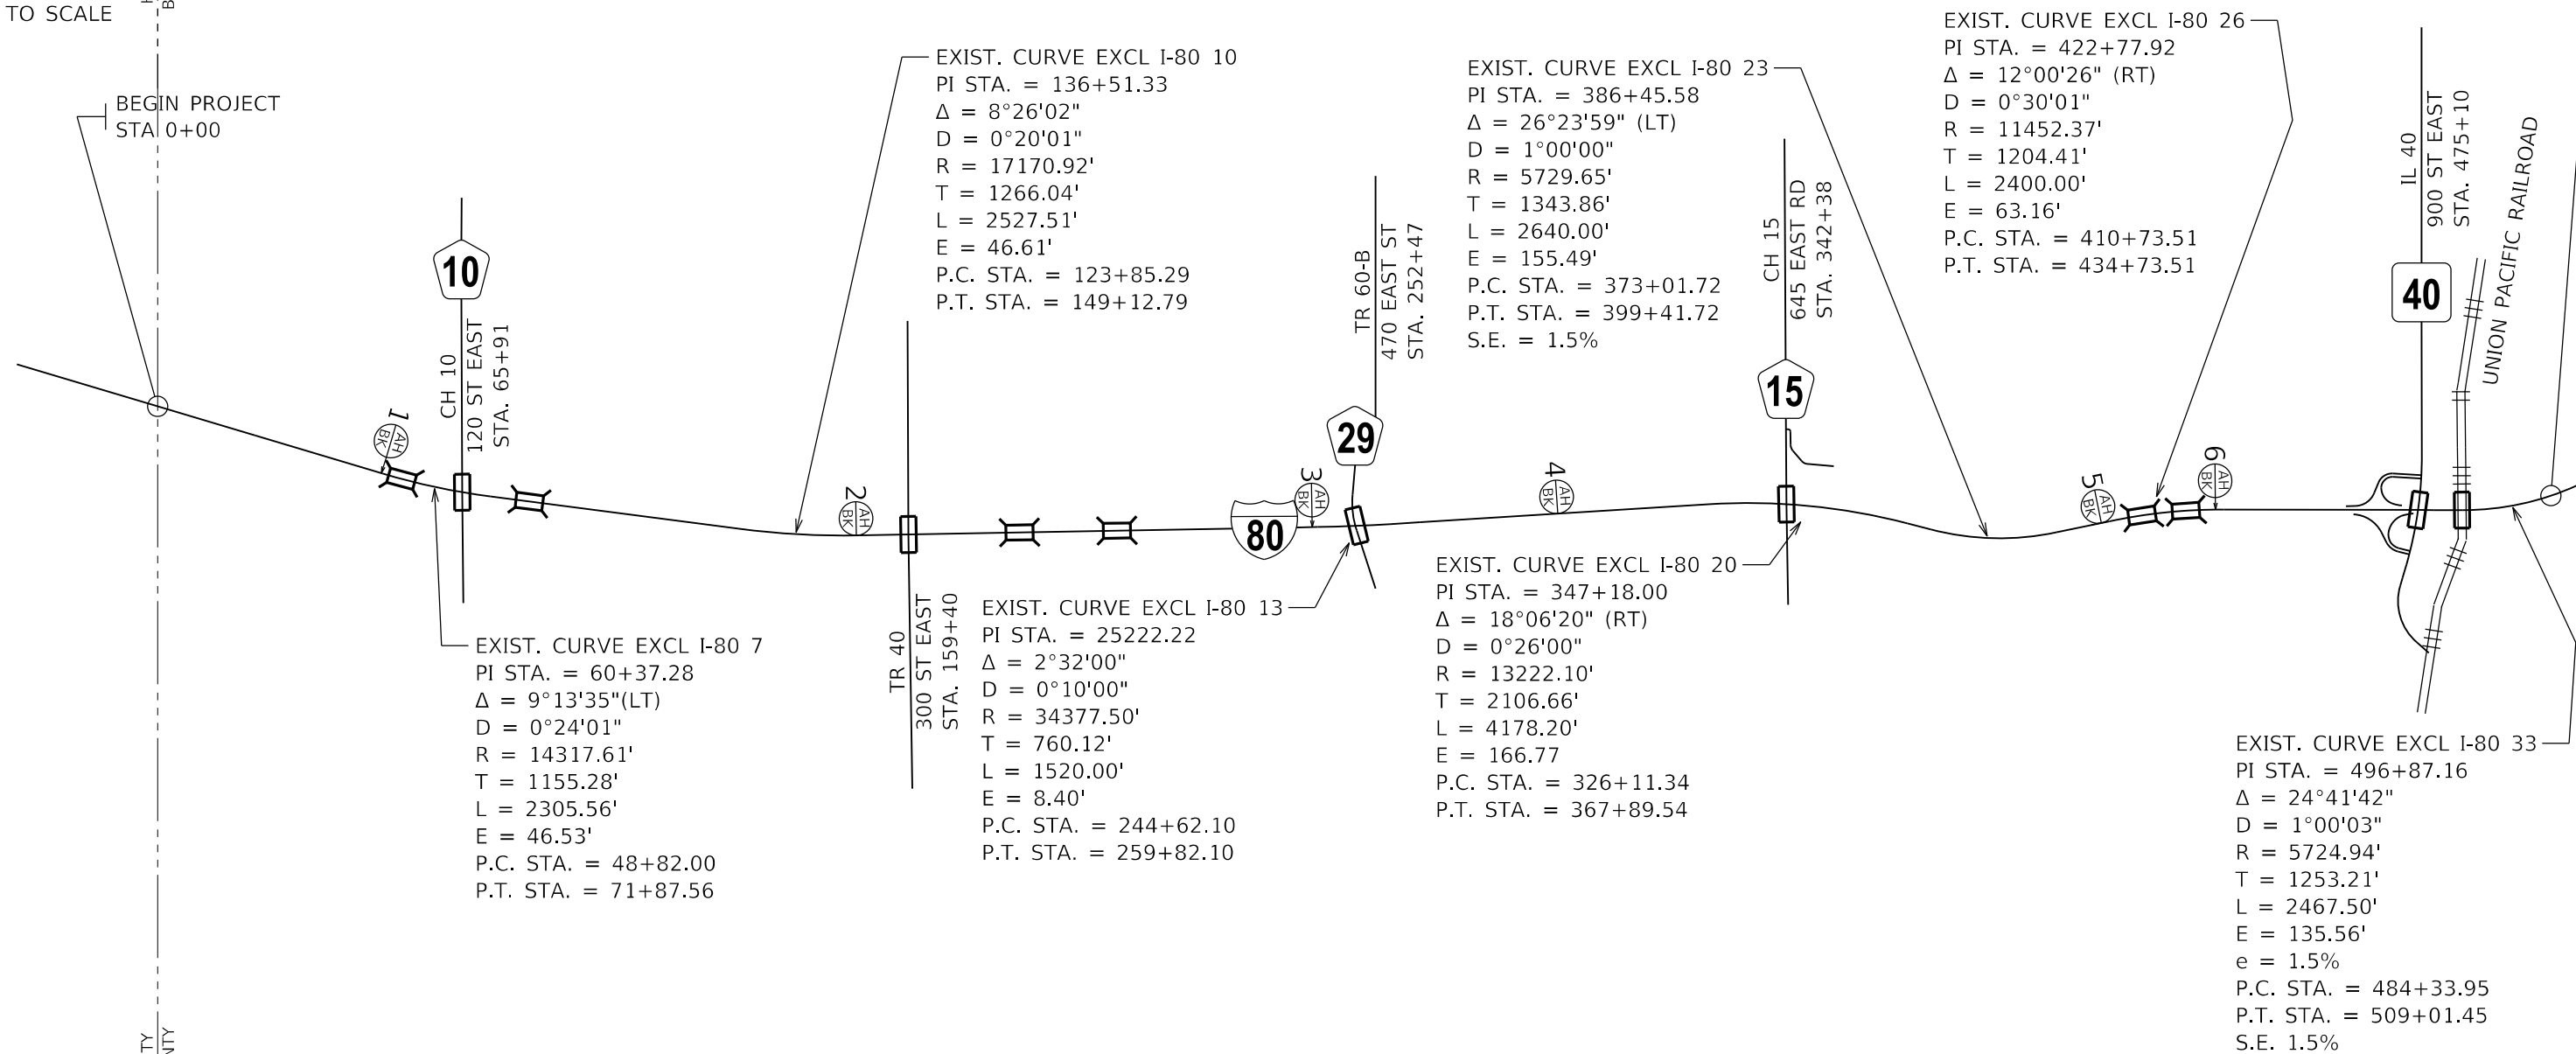 TO SCALE
BEGIN PROJECT
STA 0+00
1
AH
BK
10
CH 10
120 ST EAST
STA. 65+91
EXIST. CURVE EXCL I-80 7
PI STA. = 60+37.28
Δ = 9°13'35"(LT)
D = 0°24'01"
R = 14317.61'
T = 1155.28'
L = 2305.56'
E = 46.53'
P.C. STA. = 48+82.00
P.T. STA. = 71+87.56
EXIST. CURVE EXCL I-80 10
PI STA. = 136+51.33
Δ = 8°26'02"
D = 0°20'01"
R = 17170.92'
T = 1266.04'
L = 2527.51'
E = 46.61'
P.C. STA. = 123+85.29
P.T. STA. = 149+12.79
2
AH
BK
TR 40
300 ST EAST
STA. 159+40
EXIST. CURVE EXCL I-80 13
PI STA. = 25222.22
Δ = 2°32'00"
D = 0°10'00"
R = 34377.50'
T = 760.12'
L = 1520.00'
E = 8.40'
P.C. STA. = 244+62.10
P.T. STA. = 259+82.10
80
3
AH
BK
29
TR 60-B
470 EAST ST
STA. 252+47
4
AH
BK
EXIST. CURVE EXCL I-80 23
PI STA. = 386+45.58
Δ = 26°23'59" (LT)
D = 1°00'00"
R = 5729.65'
T = 1343.86'
L = 2640.00'
E = 155.49'
P.C. STA. = 373+01.72
P.T. STA. = 399+41.72
S.E. = 1.5%
EXIST. CURVE EXCL I-80 20
PI STA. = 347+18.00
Δ = 18°06'20" (RT)
D = 0°26'00"
R = 13222.10'
T = 2106.66'
L = 4178.20'
E = 166.77
P.C. STA. = 326+11.34
P.T. STA. = 367+89.54
CH 15
645 EAST RD
STA. 342+38
15
EXIST. CURVE EXCL I-80 26
PI STA. = 422+77.92
Δ = 12°00'26" (RT)
D = 0°30'01"
R = 11452.37'
T = 1204.41'
L = 2400.00'
E = 63.16'
P.C. STA. = 410+73.51
P.T. STA. = 434+73.51
5
AH
BK
6
AH
BK
IL 40
900 ST EAST
STA. 475+10
40
UNION PACIFIC RAILROAD
EXIST. CURVE EXCL I-80 33
PI STA. = 496+87.16
Δ = 24°41'42"
D = 1°00'03"
R = 5724.94'
T = 1253.21'
L = 2467.50'
E = 135.56'
e = 1.5%
P.C. STA. = 484+33.95
P.T. STA. = 509+01.45
S.E. 1.5%